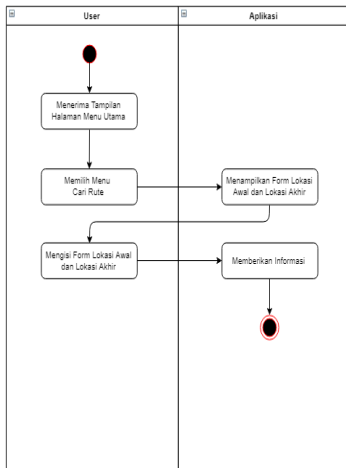 User
Aplikasi
Menerima Tampilan
Halaman Menu Utama
Memilih Menu
Cari Rute
Menampilkan Form Lokasi
Awal dan Lokasi Akhir
Mengisi Form Lokasi Awal
dan Lokasi Akhir
Memberikan Informasi